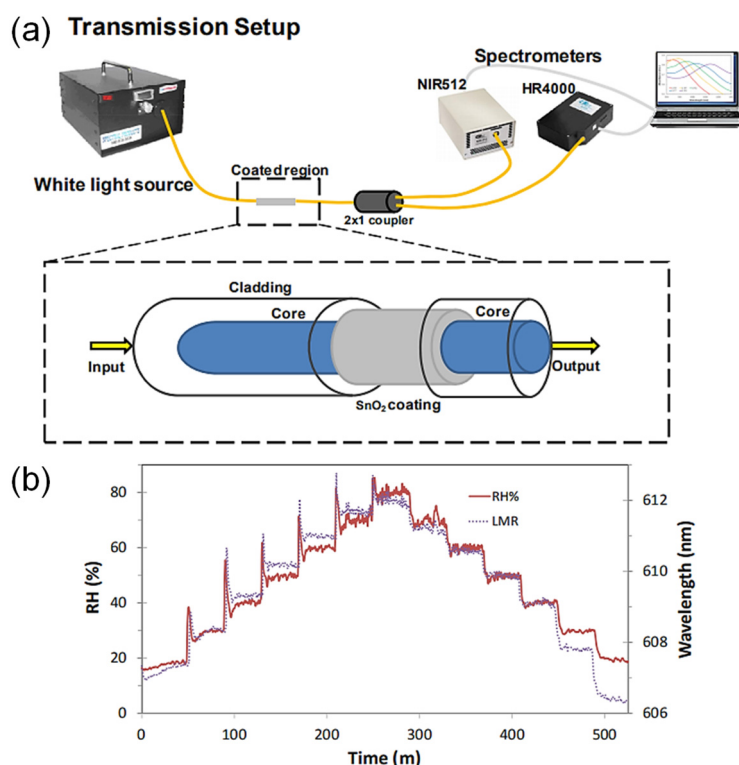 (a) Transmission Setup
Spectrometers
NIR512
HR4000
White light source
Coated region
2x1 coupler
Cladding
Core
Core
Input
Output
SnO₂ coating
(b)
80
60
40
20
0
RH (%)
RH%
LMR
612
610
608
606
Wavelength (nm)
0 100 200 300 400 500
Time (m)